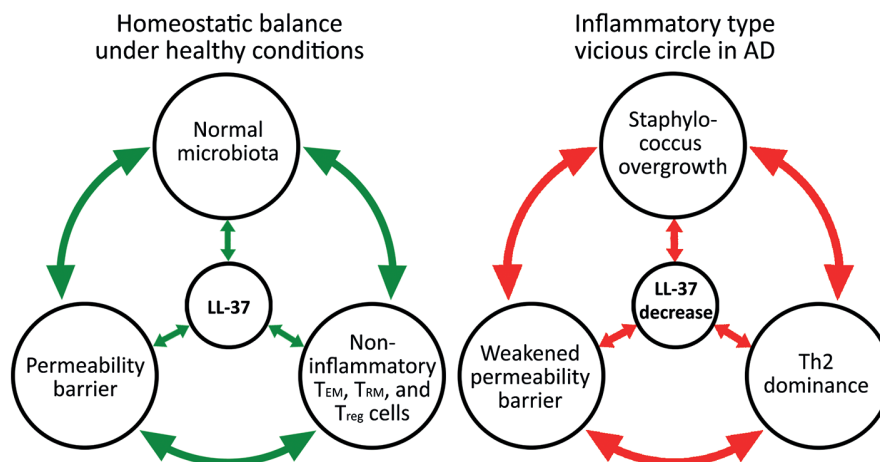 Homeostatic balance
under healthy conditions
Normal
microbiota
LL-37
Permeability
barrier
Non-
inflammatory
TEM, TRM, and
Treg cells
Inflammatory type
vicious circle in AD
Staphylo-
coccus
overgrowth
LL-37
decrease
Weakened
permeability
barrier
Th2
dominance